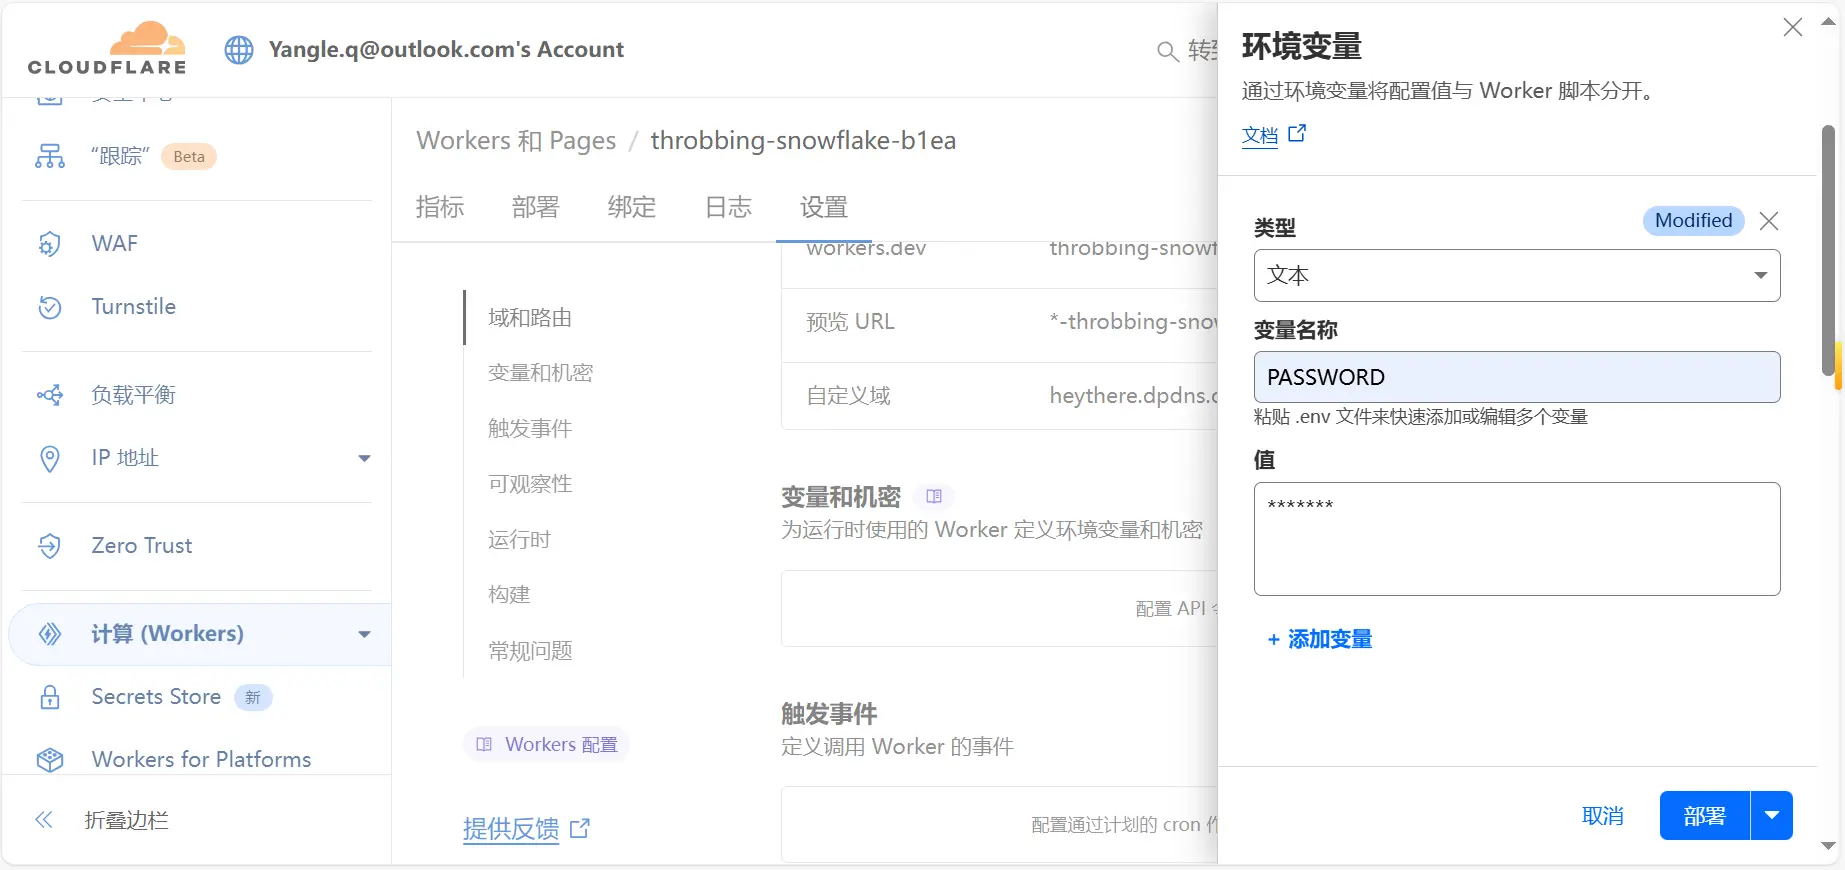 CLOUDFLARE
Yangle.q@outlook.com's Account
“跟踪” Beta
WAF
Turnstile
负载平衡
IP 地址
Zero Trust
计算 (Workers)
Secrets Store 新
Workers for Platforms
折叠边栏
Workers 和 Pages / throbbing-snowflake-b1ea
指标 部署 绑定 日志 设置
域和路由
变量和机密
触发事件
可观察性
运行时
构建
常规问题
Workers 配置
提供反馈
workers.dev throbbing-snowf
预览 URL *-throbbing-snow
自定义域 heythere.dpdns.
变量和机密
为运行时使用的 Worker 定义环境变量和机密
配置 API
触发事件
定义调用 Worker 的事件
配置通过计划的 cron
环境变量
通过环境变量将配置值与 Worker 脚本分开。
文档
类型 Modified
文本
变量名称
PASSWORD
粘贴 .env 文件来快速添加或编辑多个变量
值
*******
+ 添加变量
取消 部署